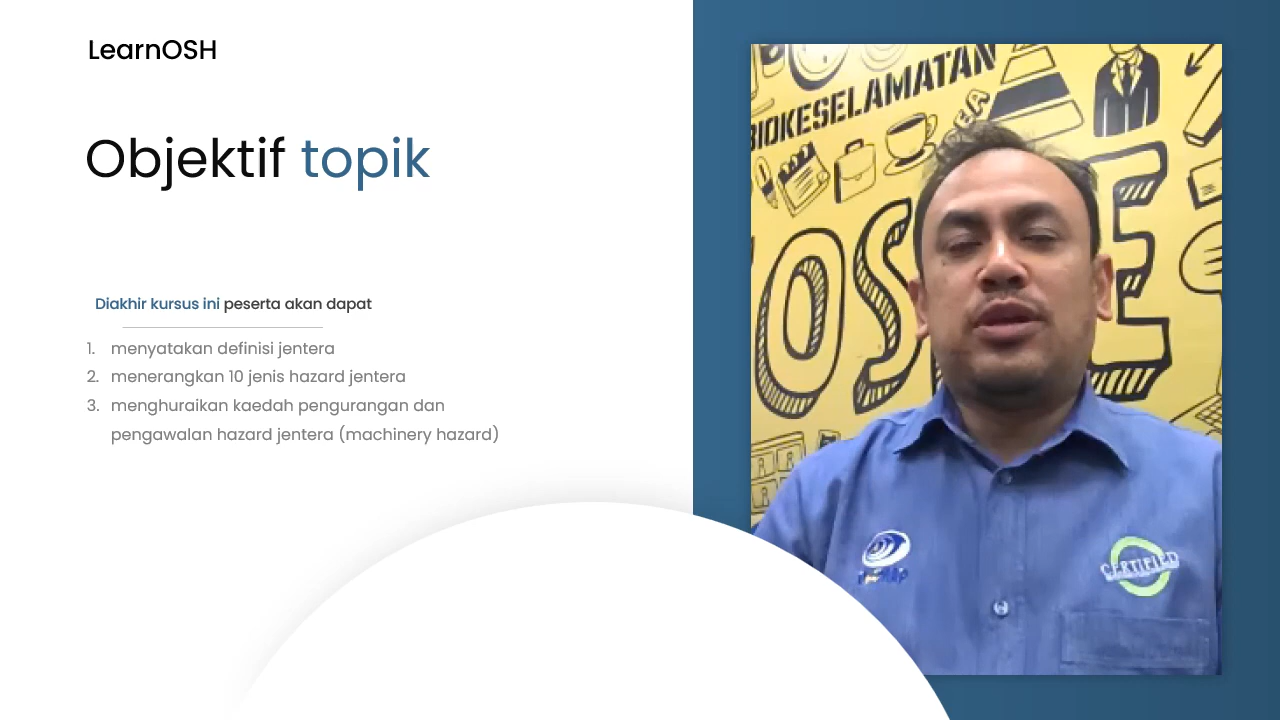 LearnOSH
Objektif topik
Diakhir kursus ini peserta akan dapat
1. menyatakan definisi jentera
2. menerangkan 10 jenis hazard jentera
3. menghuraikan kaedah pengurangan dan
pengawalan hazard jentera (machinery hazard)
BIOKESELAMATAN
OS
E
CERTIFIED